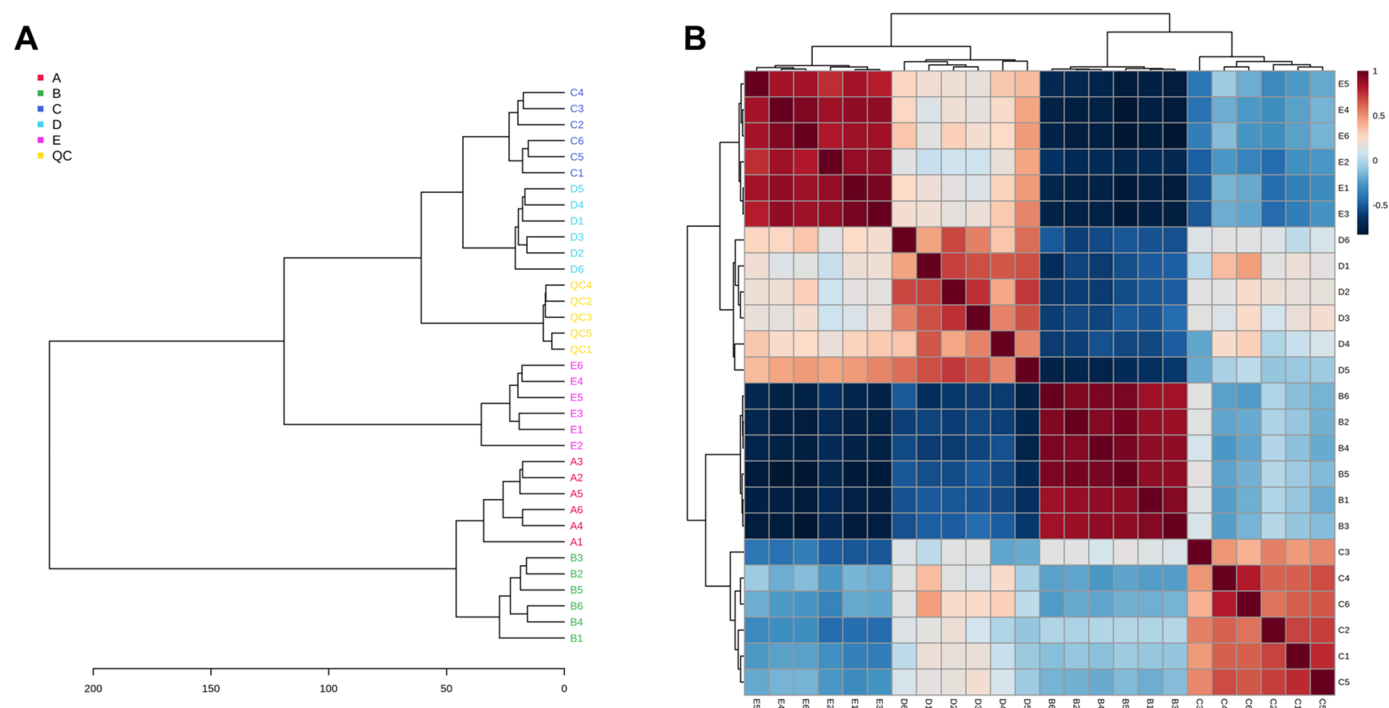 A
B
A
B
C
D
E
QC
C4
C3
C2
C6
C5
C1
D5
D4
D1
D3
D2
D6
QC4
QC2
QC3
QC5
QC1
E6
E4
E5
E3
E1
E2
A3
A2
A5
A6
A4
A1
B3
B2
B5
B6
B4
B1
200 150 100 50 0
E5
E4
E6
E2
E1
E3
D6
D1
D2
D3
D4
D5
B6
B2
B4
B5
B1
B3
C3
C4
C6
C2
C1
C5
1
0.5
0
-0.5